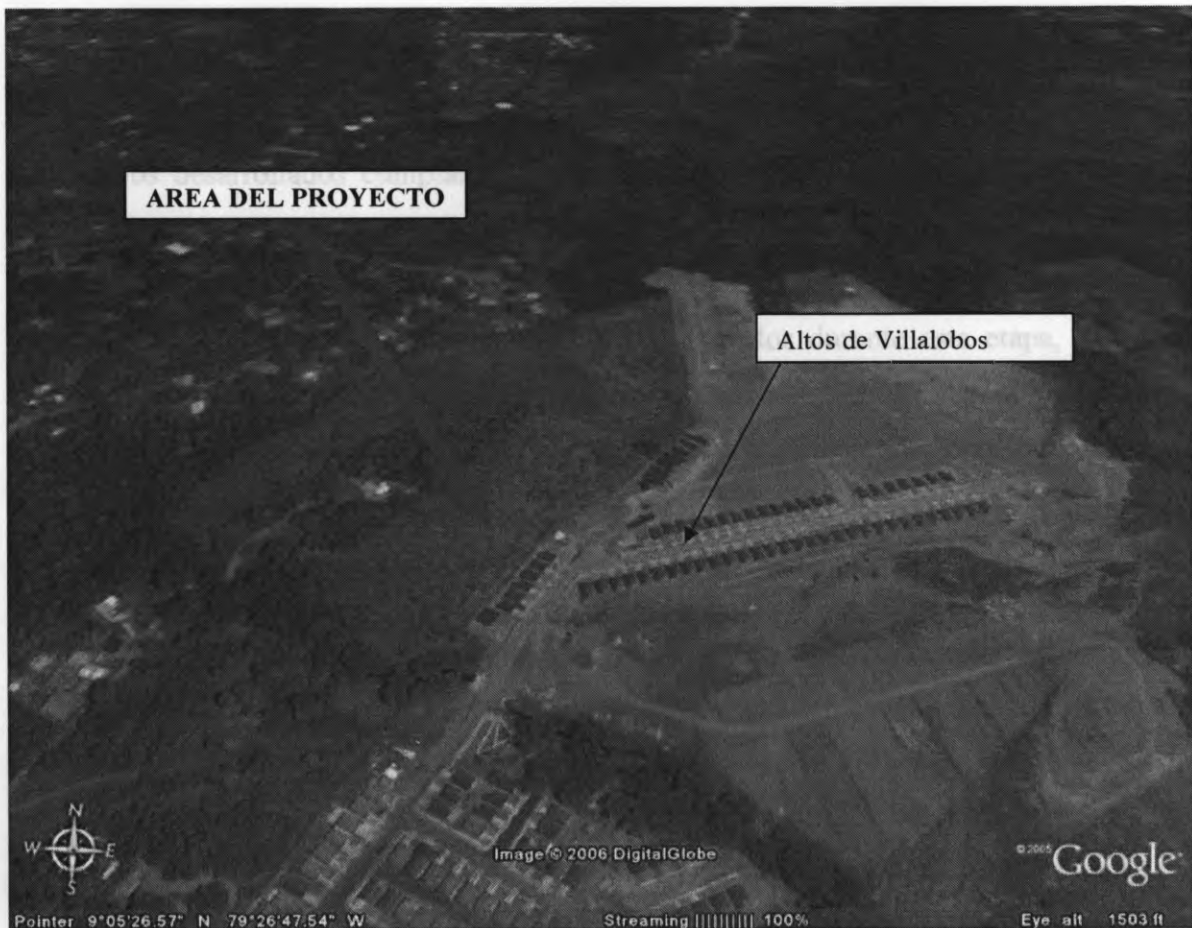 AREA DEL PROYECTO
Altos de Villalobos
etapa,
N
W E
S
Image © 2006 DigitalGlobe
©2005 Google
Pointer 9°05'26.57" N 79°26'47.54" W Streaming |||||||||| 100% Eye alt 1503 ft